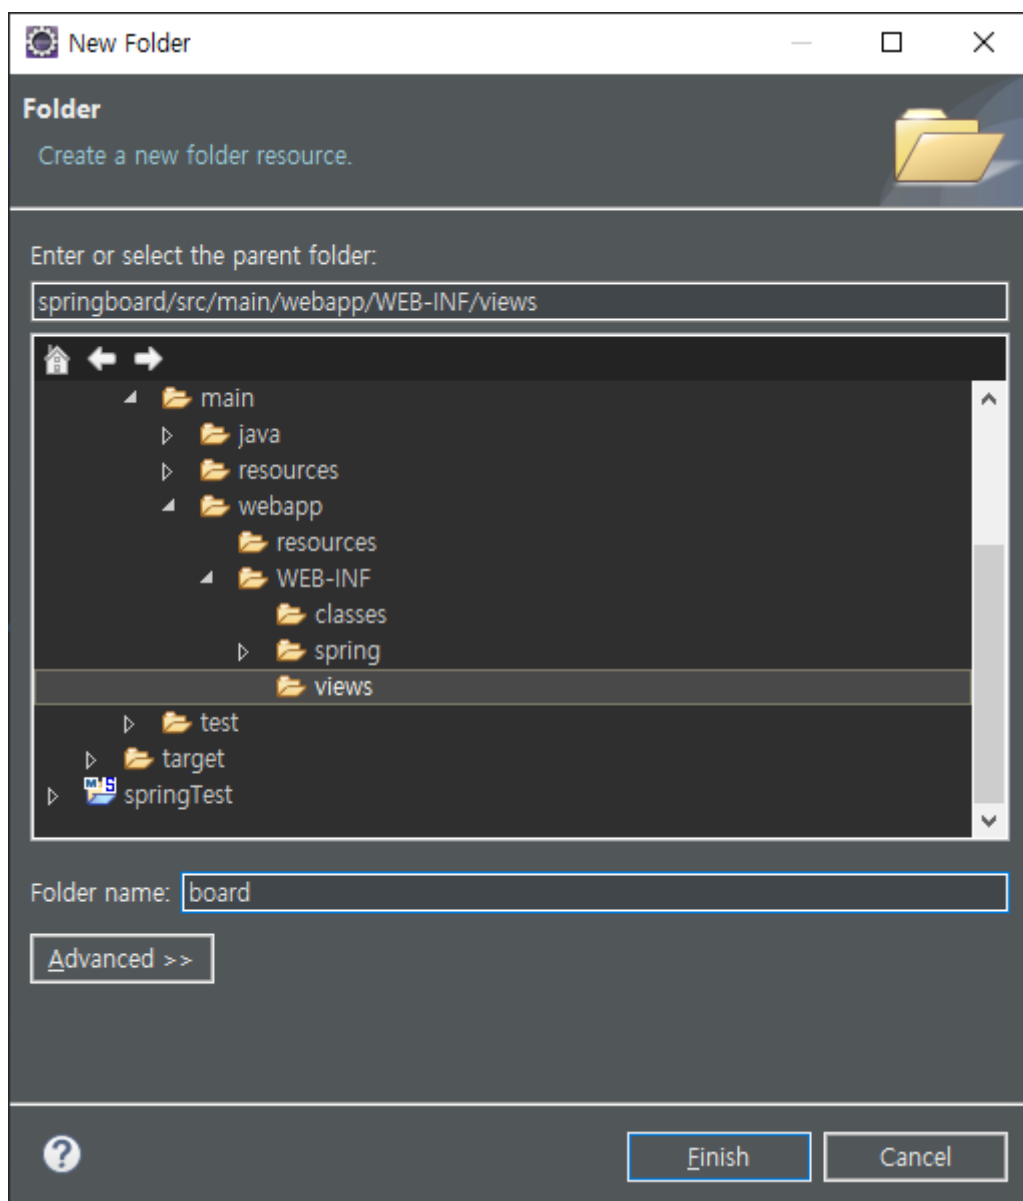 New Folder
Folder
Create a new folder resource.
Enter or select the parent folder:
springboard/src/main/webapp/WEB-INF/views
main
java
resources
webapp
resources
WEB-INF
classes
spring
views
test
target
springTest
Folder name: board
Advanced >>
Finish Cancel